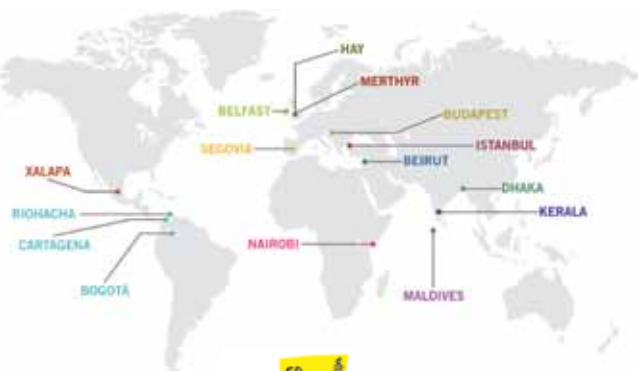 HAY
MERTHYR
BELFAST
BUDAPEST
SEGOVIA
ISTANBUL
BEIRUT
XALAPA
DHAKA
RIOHACHA
KERALA
CARTAGENA
NAIROBI
BOGOTÁ
MALDIVES